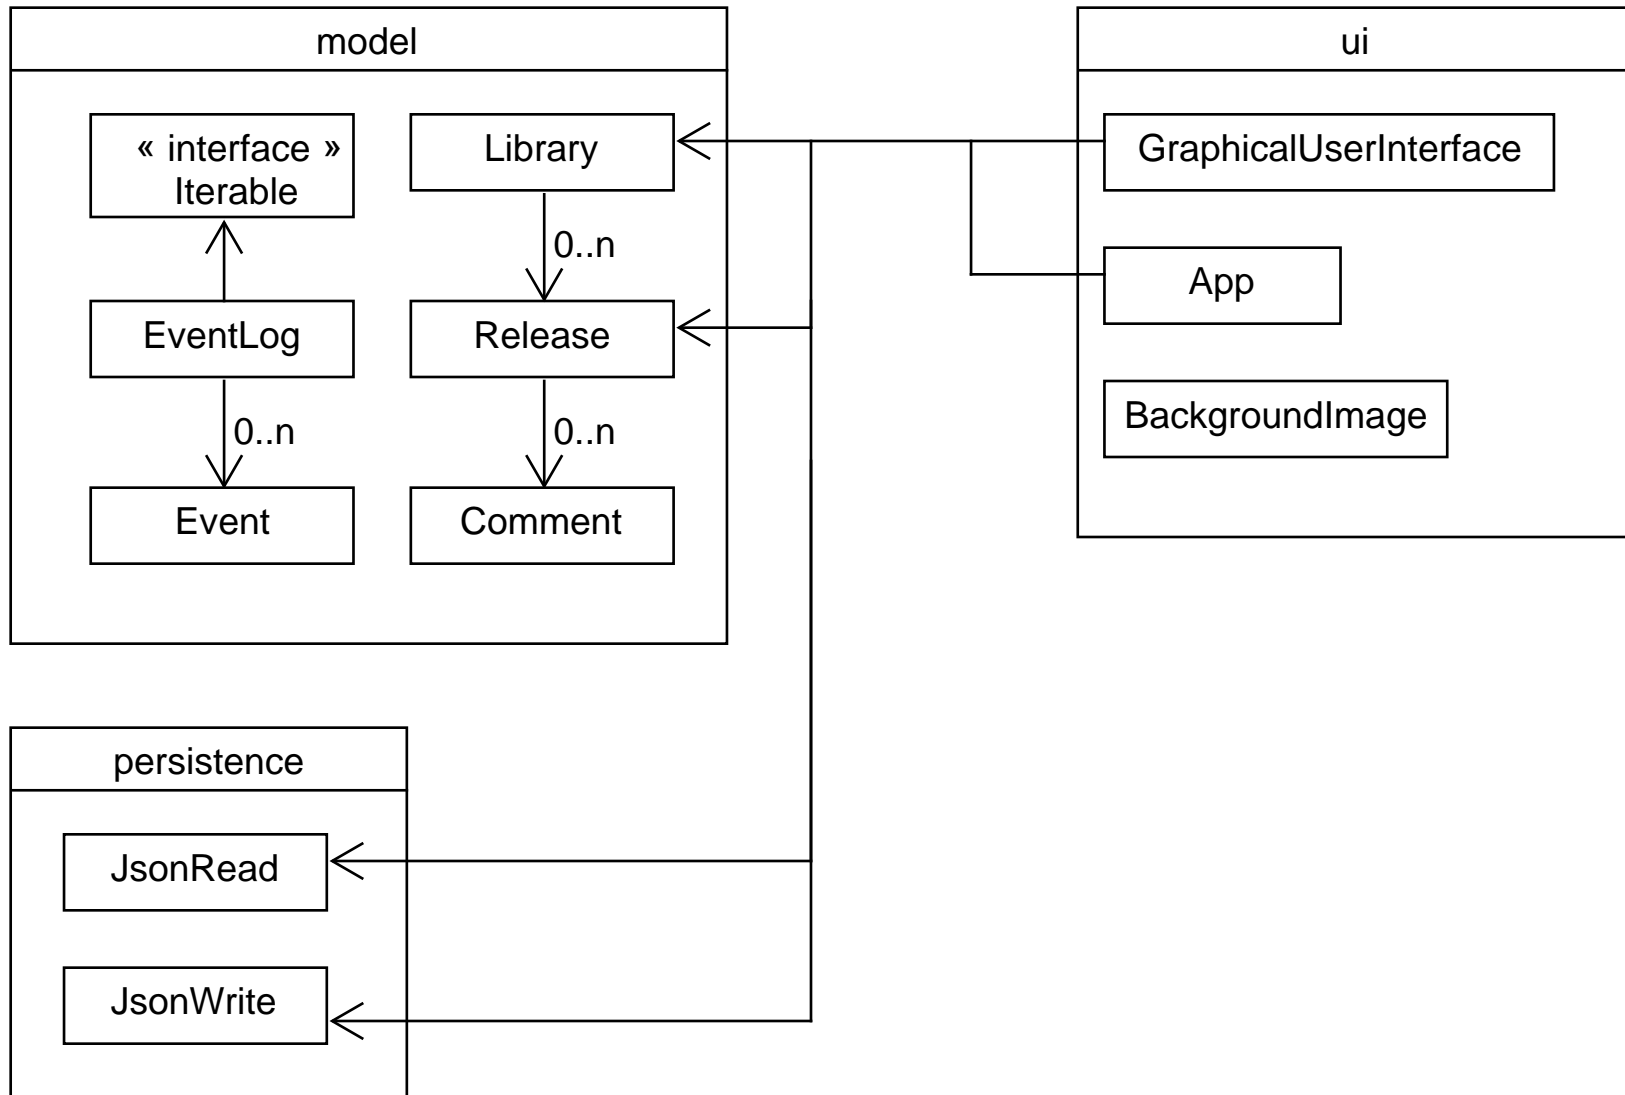 model
« interface »
Iterable
Library
0..n
EventLog
Release
0..n
0..n
Event
Comment
ui
GraphicalUserInterface
App
BackgroundImage
persistence
JsonRead
JsonWrite